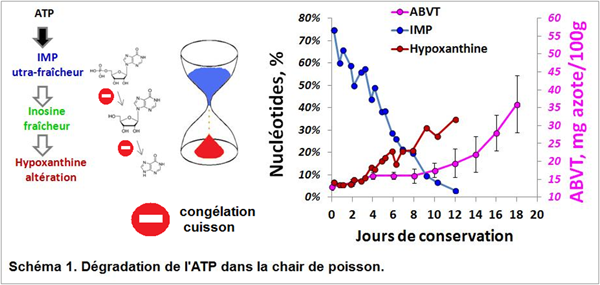 ATP
IMP
utra-fraîcheur
Inosine
fraîcheur
Hypoxanthine
altération
congélation
cuisson
ABVT
IMP
Hypoxanthine
Nucléotides, %
80%
70%
60%
50%
40%
30%
20%
10%
0%
0 2 4 6 8 10 12 14 16 18 20
Jours de conservation
60
55
50
45
40
35
30
25
20
15
10
ABVT, mg azote/100g
Schéma 1. Dégradation de l'ATP dans la chair de poisson.